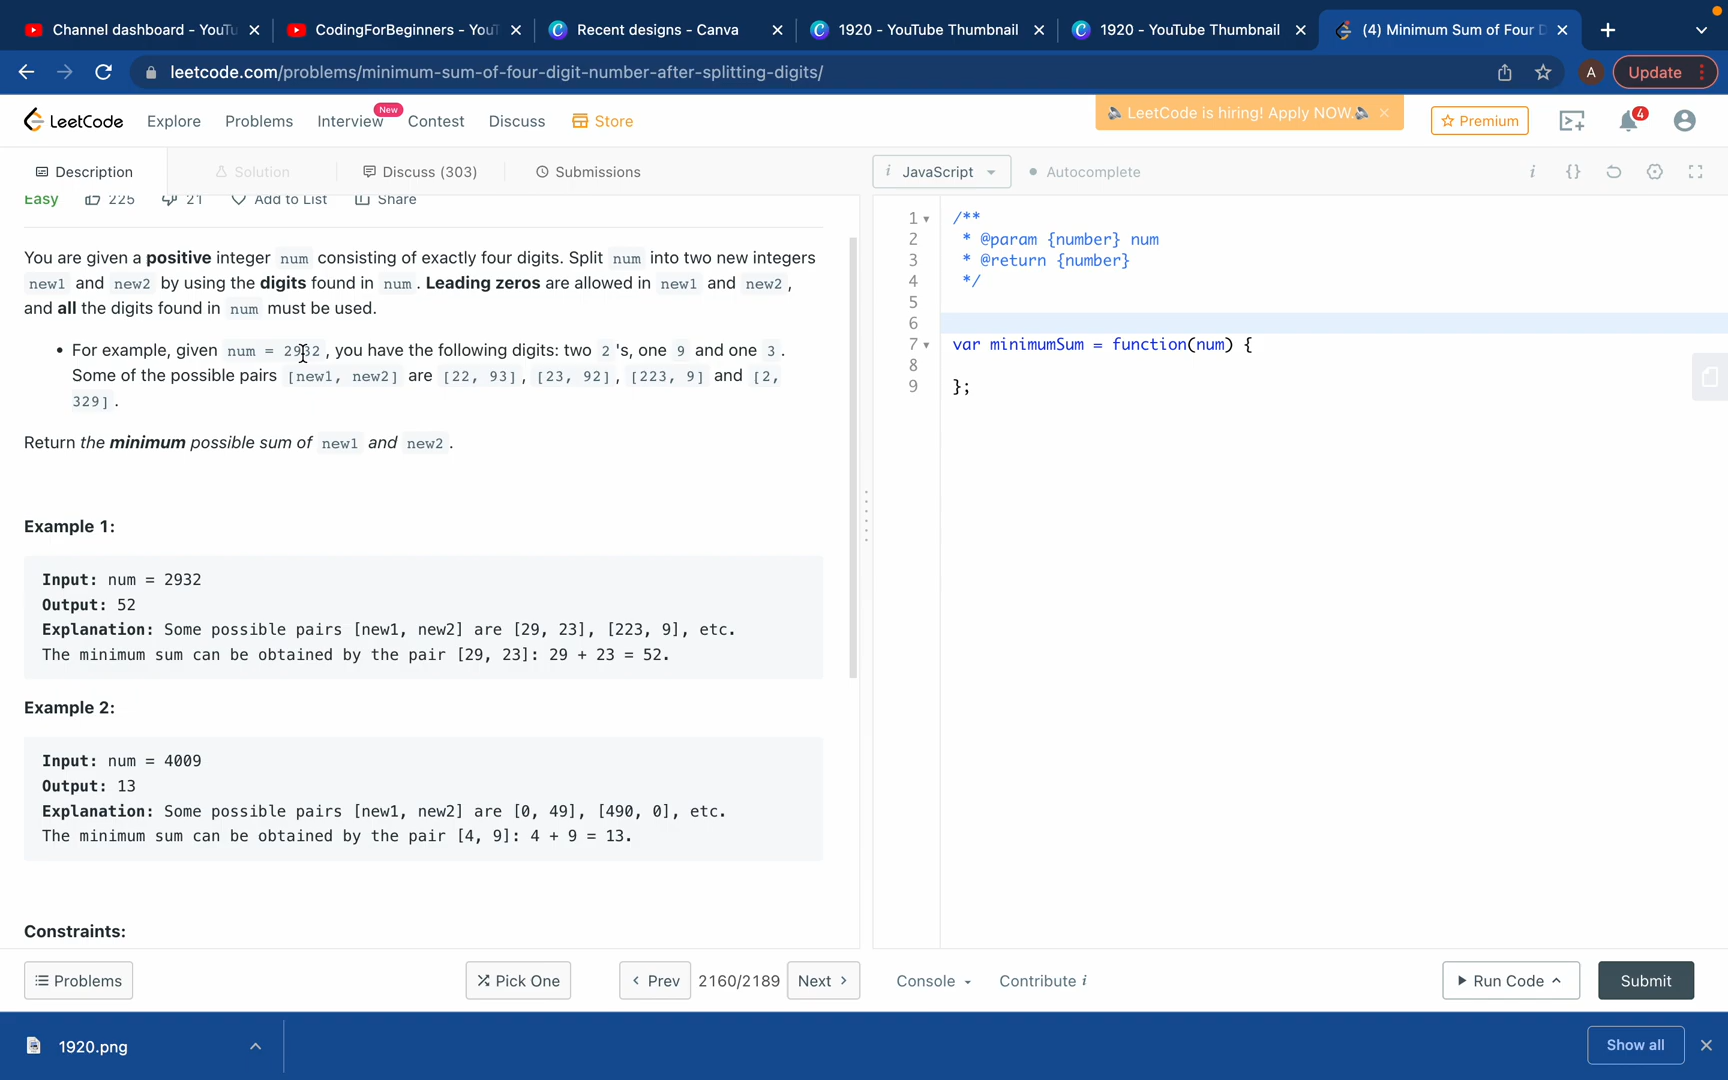 Channel dashboard - YouTu
CodingForBeginners - YouT
Recent designs - Canva
1920 - YouTube Thumbnail
1920 - YouTube Thumbnail
(4) Minimum Sum of Four D
leetcode.com/problems/minimum-sum-of-four-digit-number-after-splitting-digits/
A
Update
LeetCode
Explore
Problems
Interview
New
Contest
Discuss
Store
LeetCode is hiring! Apply NOW.
Premium
4
Description
Solution
Discuss (303)
Submissions
i JavaScript
Autocomplete
Easy
225
21
Add to List
Share
You are given a positive integer num consisting of exactly four digits. Split num into two new integers
new1 and new2 by using the digits found in num. Leading zeros are allowed in new1 and new2,
and all the digits found in num must be used.
• For example, given num = 2932, you have the following digits: two 2's, one 9 and one 3.
Some of the possible pairs [new1, new2] are [22, 93], [23, 92], [223, 9] and [2,
329].
Return the minimum possible sum of new1 and new2.
Example 1:
Input: num = 2932
Output: 52
Explanation: Some possible pairs [new1, new2] are [29, 23], [223, 9], etc.
The minimum sum can be obtained by the pair [29, 23]: 29 + 23 = 52.
Example 2:
Input: num = 4009
Output: 13
Explanation: Some possible pairs [new1, new2] are [0, 49], [490, 0], etc.
The minimum sum can be obtained by the pair [4, 9]: 4 + 9 = 13.
Constraints:
1 /**
2 * @param {number} num
3 * @return {number}
4 */
5
6
7 var minimumSum = function(num) {
8
9 };
Problems
Pick One
Prev
2160/2189
Next
Console
Contribute i
Run Code
Submit
1920.png
Show all